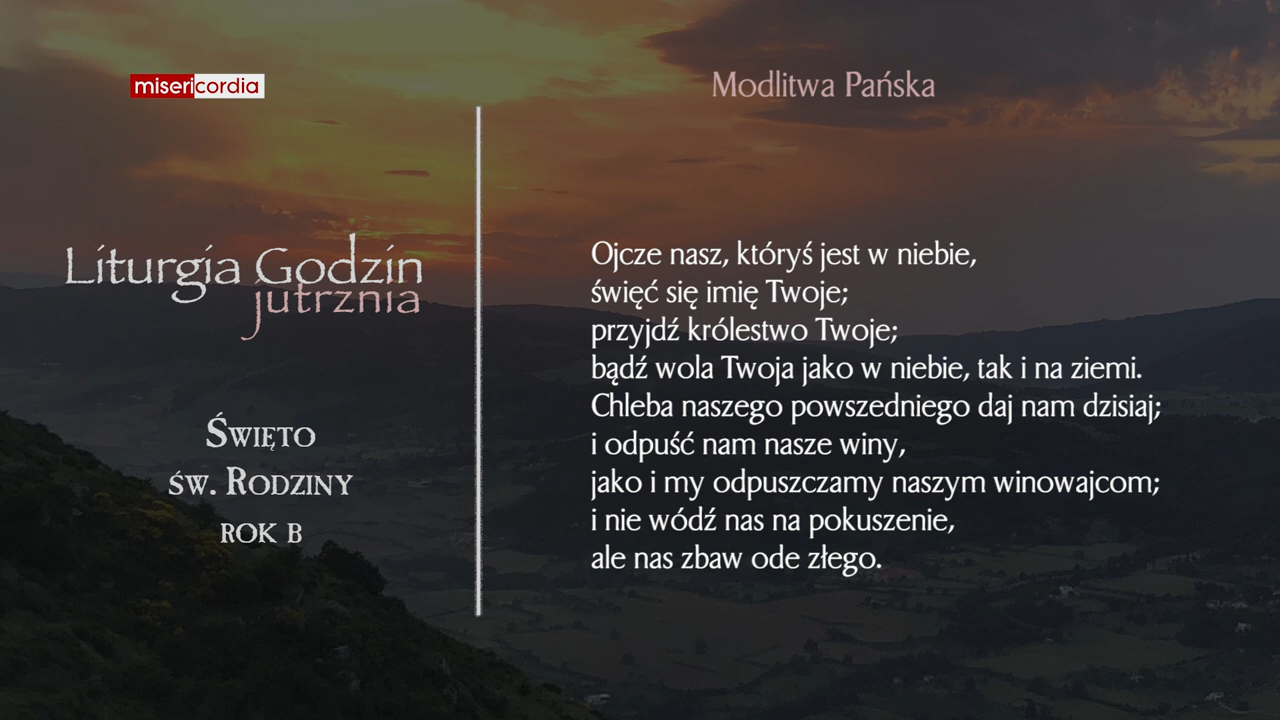 misericordia
Liturgia Godzin
jutrznia
Święto
św. Rodziny
rok B
Modlitwa Pańska
Ojcze nasz, któryś jest w niebie,
święć się imię Twoje;
przyjdź królestwo Twoje;
bądź wola Twoja jako w niebie, tak i na ziemi.
Chleba naszego powszedniego daj nam dzisiaj;
i odpuść nam nasze winy,
jako i my odpuszczamy naszym winowajcom;
i nie wódź nas na pokuszenie,
ale nas zbaw ode złego.